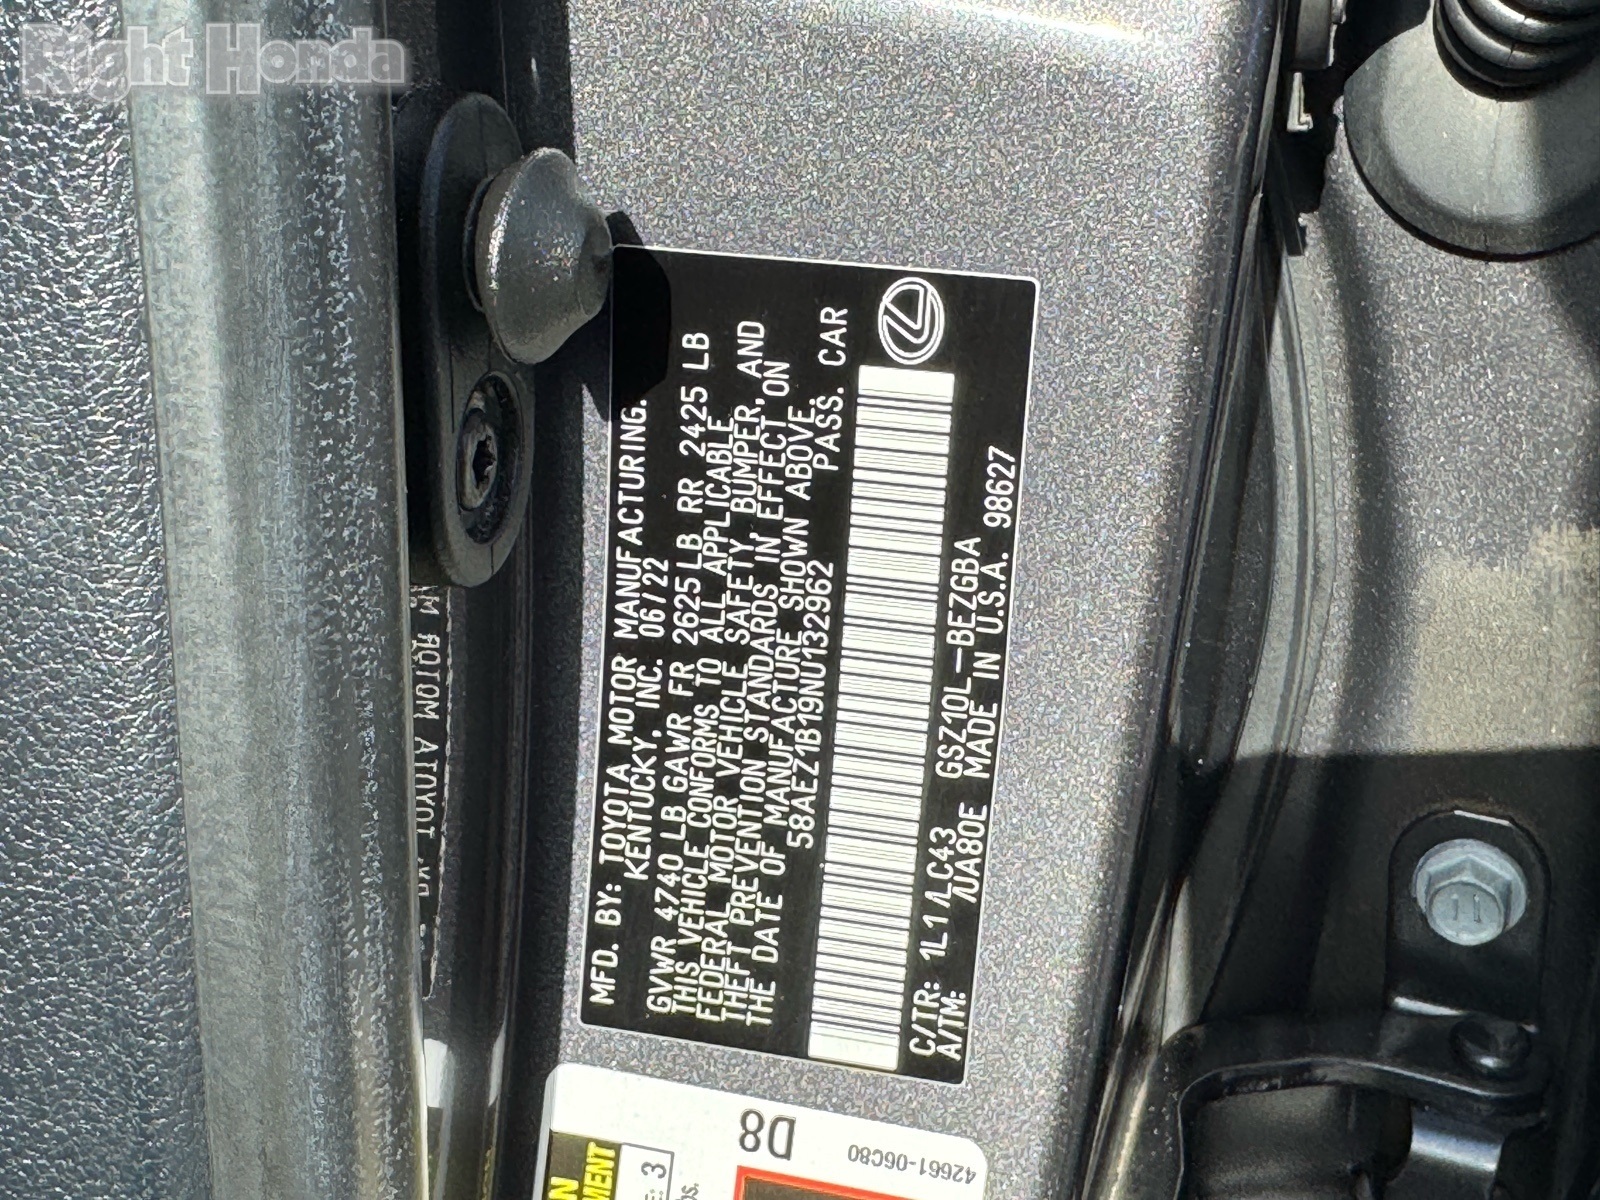 Right Honda
MFD. BY: TOYOTA MOTOR MANUFACTURING.
KENTUCKY, INC. 06/22
GVWR 4740 LB GAWR FR 2625 LB RR 2425 LB
THIS VEHICLE CONFORMS TO ALL APPLICABLE
FEDERAL MOTOR VEHICLE SAFETY, BUMPER, AND
THEFT PREVENTION STANDARDS IN EFFECT ON
THE DATE OF MANUFACTURE SHOWN ABOVE.
58AEZ1B19NU132962 PASS. CAR
C/TR: 1L1/LC43 GSZ10L-BEZGBA
A/TM: /UA80E MADE IN U.S.A. 98627
D8
42661-06C80
3